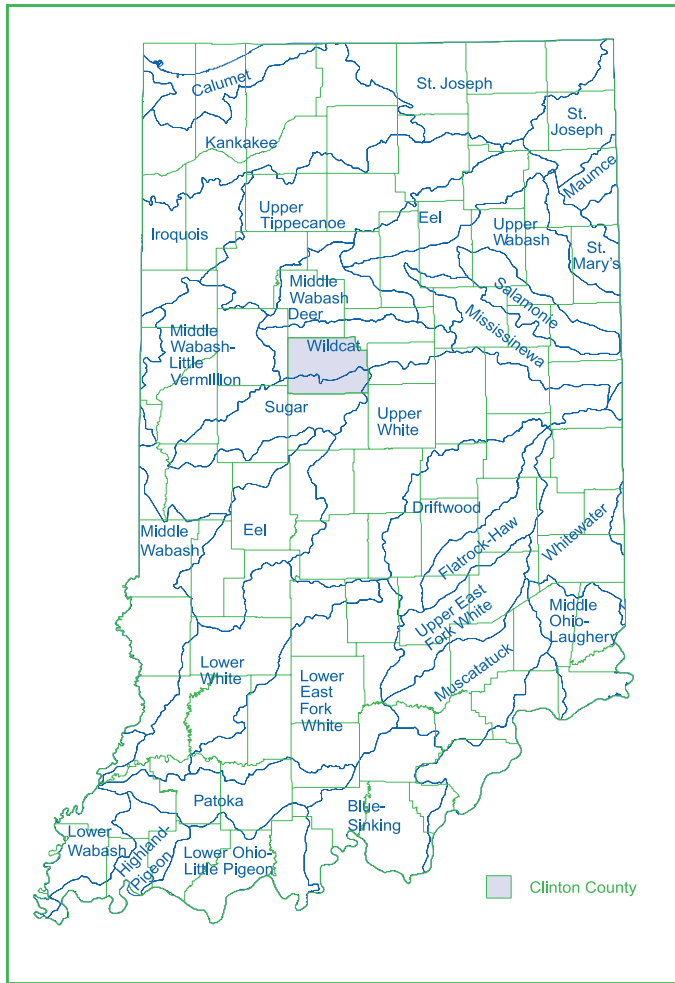 Calumet
St. Joseph
St.
Joseph
Kankakee
Maumce
Upper
Tippecanoe
Eel
Iroquois
Upper
Wabash
St.
Mary's
Middle
Wabash
Deer
Salamonie
Mississinewa
Middle
Wabash-
Little
VermIIlIon
Wildcat
Sugar
Upper
White
Driftwood
Middle
Wabash
Eel
Flatrock-Haw
Whitewater
Upper East
Fork White
Middle
Ohio-
Laughery
Lower
White
Lower
East
Fork
White
Muscatatuck
Patoka
Blue-
Sinking
Lower
Wabash
Highland-
Pigeon
Lower Ohio-
Little Pigeon
Clinton County